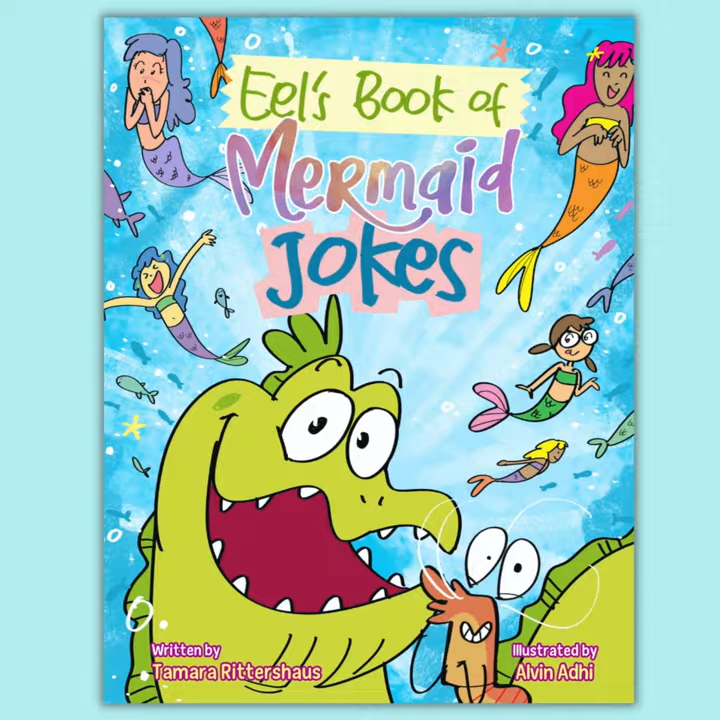 Eel's Book of
Mermaid
Jokes
Written by
Tamara Rittershaus
Illustrated by
Alvin Adhi